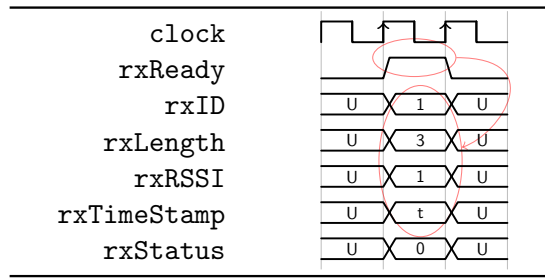 clock
rxReady
rxID U 1 U
rxLength U 3 U
rxRSSI U 1 U
rxTimeStamp U t U
rxStatus U 0 U